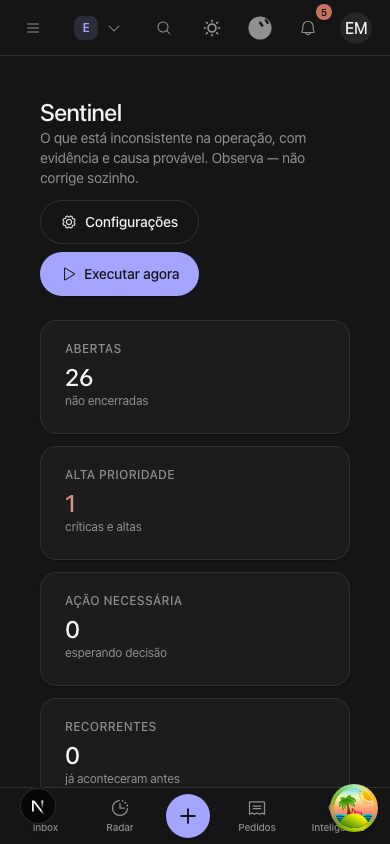 E
5
EM
Sentinel
O que está inconsistente na operação, com
evidência e causa provável. Observa — não
corrige sozinho.
Configurações
Executar agora
ABERTAS
26
não encerradas
ALTA PRIORIDADE
1
críticas e altas
AÇÃO NECESSÁRIA
0
esperando decisão
RECORRENTES
0
já aconteceram antes
N
Inbox
Radar
Pedidos